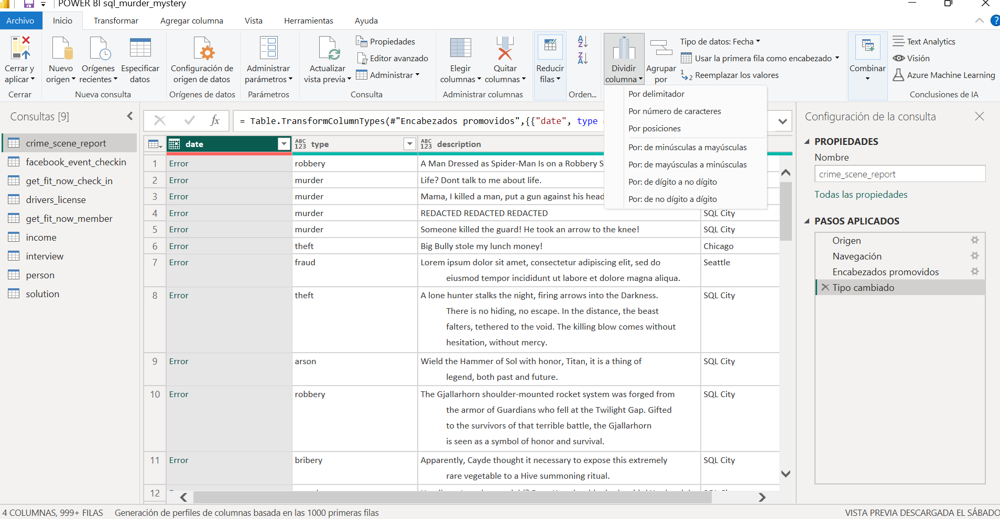 POWER BI sql_murder_mystery
Archivo Inicio Transformar Agregar columna Vista Herramientas Ayuda
Cerrar y aplicar
Cerrar
Nuevo origen
Orígenes recientes
Especificar datos
Nueva consulta
Configuración de origen de datos
Orígenes de datos
Administrar parámetros
Parámetros
Actualizar vista previa
Propiedades
Editor avanzado
Administrar
Consulta
Elegir columnas
Quitar columnas
Administrar columnas
Reducir filas
Orden...
Dividir columna
Agrupar por
Tipo de datos: Fecha
Usar la primera fila como encabezado
Reemplazar los valores
Combinar
Text Analytics
Visión
Azure Machine Learning
Conclusiones de IA
Por delimitador
Por número de caracteres
Por posiciones
Por: de minúsculas a mayúsculas
Por: de mayúsculas a minúsculas
Por: de dígito a no dígito
Por: de no dígito a dígito
Consultas [9]
crime_scene_report
facebook_event_checkin
get_fit_now_check_in
drivers_license
get_fit_now_member
income
interview
person
solution
fx = Table.TransformColumnTypes(#"Encabezados promovidos",{{"date", type
date ABC 123 type ABC 123 description
1 Error robbery A Man Dressed as Spider-Man Is on a Robbery S
2 Error murder Life? Dont talk to me about life.
3 Error murder Mama, I killed a man, put a gun against his head
4 Error murder REDACTED REDACTED REDACTED SQL City
5 Error murder Someone killed the guard! He took an arrow to the knee! SQL City
6 Error theft Big Bully stole my lunch money! Chicago
7 Error fraud Lorem ipsum dolor sit amet, consectetur adipiscing elit, sed do Seattle
eiusmod tempor incididunt ut labore et dolore magna aliqua.
8 Error theft A lone hunter stalks the night, firing arrows into the Darkness. SQL City
There is no hiding, no escape. In the distance, the beast
falters, tethered to the void. The killing blow comes without
hesitation, without mercy.
9 Error arson Wield the Hammer of Sol with honor, Titan, it is a thing of SQL City
legend, both past and future.
10 Error robbery The Gjallarhorn shoulder-mounted rocket system was forged from SQL City
the armor of Guardians who fell at the Twilight Gap. Gifted
to the survivors of that terrible battle, the Gjallarhorn
is seen as a symbol of honor and survival.
11 Error bribery Apparently, Cayde thought it necessary to expose this extremely SQL City
rare vegetable to a Hive summoning ritual.
12
Configuración de la consulta
PROPIEDADES
Nombre
crime_scene_report
Todas las propiedades
PASOS APLICADOS
Origen
Navegación
Encabezados promovidos
Tipo cambiado
4 COLUMNAS, 999+ FILAS Generación de perfiles de columnas basada en las 1000 primeras filas VISTA PREVIA DESCARGADA EL SÁBADO